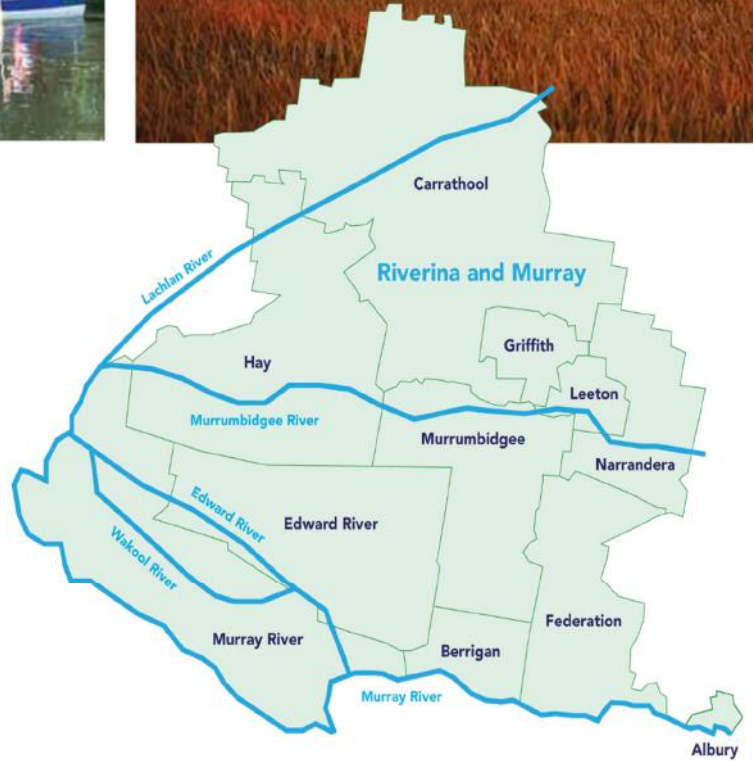 Carrathool
Lachlan River
Riverina and Murray
Griffith
Hay
Leeton
Murrumbidgee River
Murrumbidgee
Narrandera
Edward River
Edward River
Wakool River
Federation
Murray River
Berrigan
Murray River
Albury